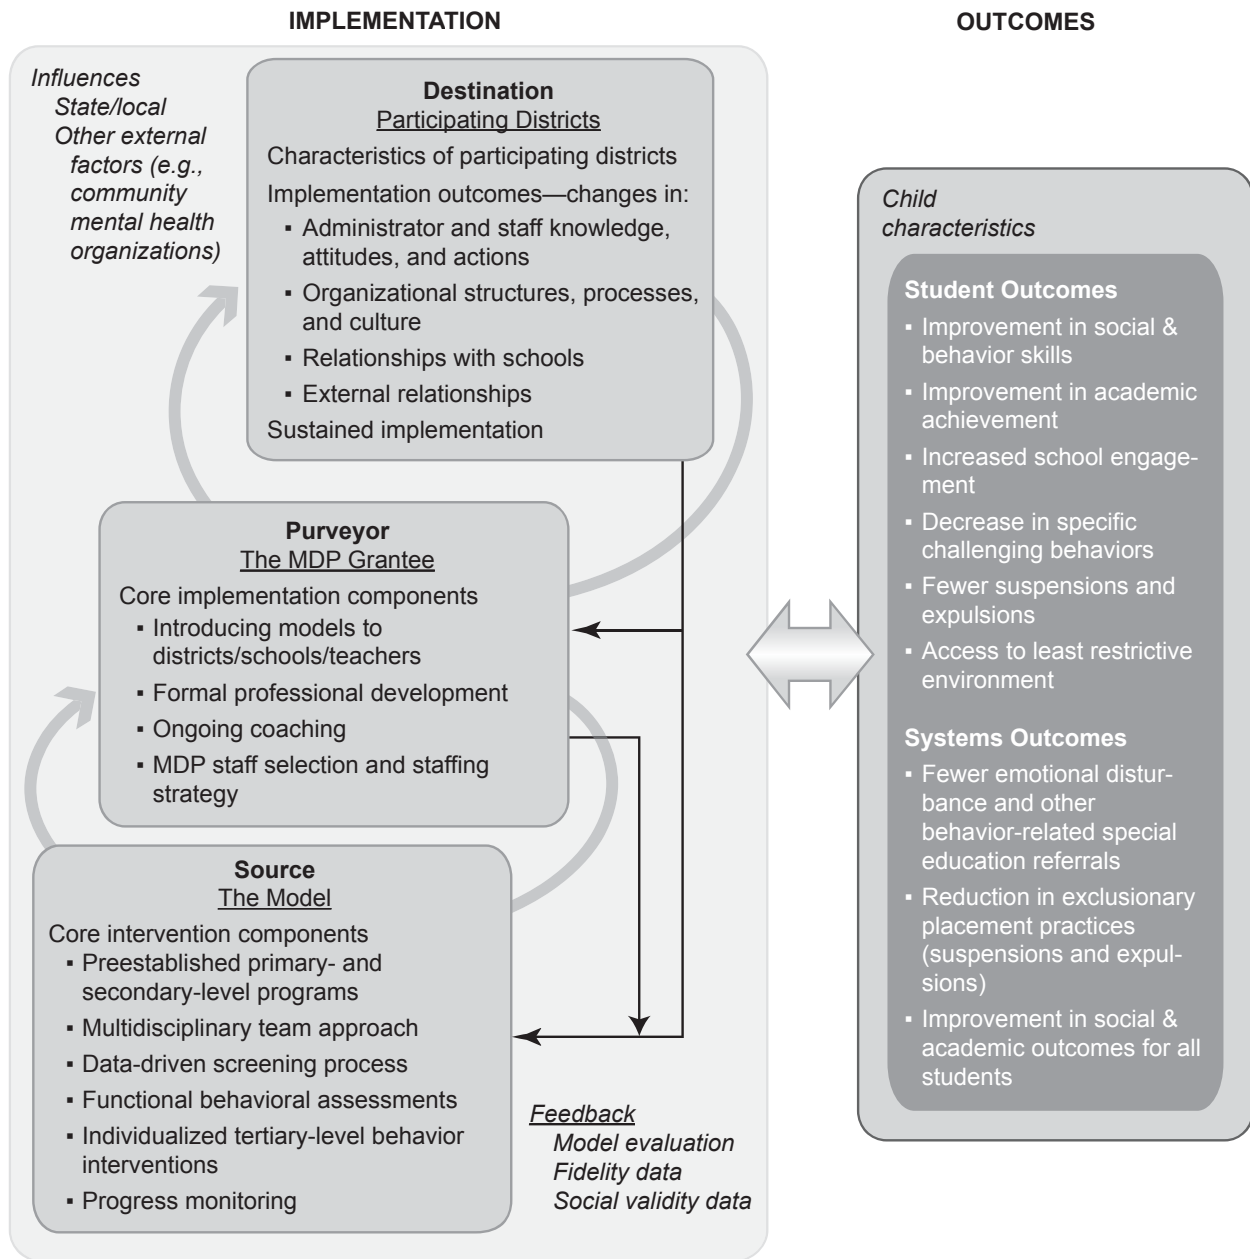 IMPLEMENTATION
OUTCOMES
Influences
State/local
Other external
factors (e.g.,
community
mental health
organizations)
Destination
Participating Districts
Characteristics of participating districts
Implementation outcomes—changes in:
▪ Administrator and staff knowledge,
attitudes, and actions
▪ Organizational structures, processes,
and culture
▪ Relationships with schools
▪ External relationships
Sustained implementation
Purveyor
The MDP Grantee
Core implementation components
▪ Introducing models to
districts/schools/teachers
▪ Formal professional development
▪ Ongoing coaching
▪ MDP staff selection and staffing
strategy
Source
The Model
Core intervention components
▪ Preestablished primary- and
secondary-level programs
▪ Multidisciplinary team approach
▪ Data-driven screening process
▪ Functional behavioral assessments
▪ Individualized tertiary-level behavior
interventions
▪ Progress monitoring
Feedback
Model evaluation
Fidelity data
Social validity data
Child
characteristics
Student Outcomes
▪ Improvement in social &
behavior skills
▪ Improvement in academic
achievement
▪ Increased school engage-
ment
▪ Decrease in specific
challenging behaviors
▪ Fewer suspensions and
expulsions
▪ Access to least restrictive
environment
Systems Outcomes
▪ Fewer emotional distur-
bance and other
behavior-related special
education referrals
▪ Reduction in exclusionary
placement practices
(suspensions and expul-
sions)
▪ Improvement in social &
academic outcomes for all
students